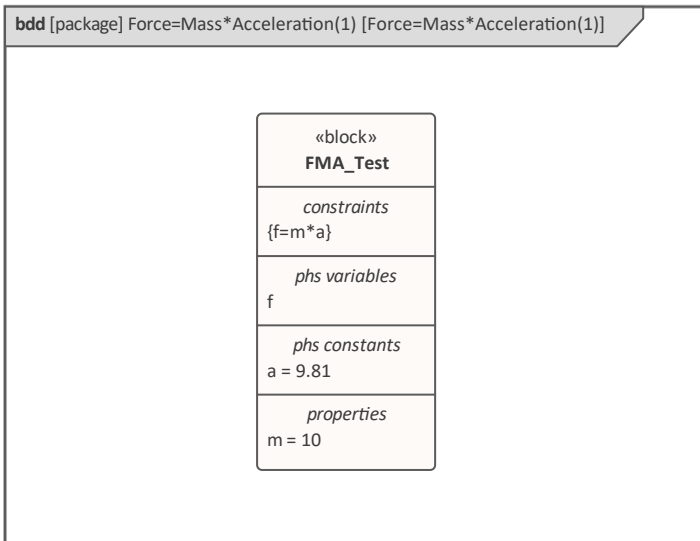 bdd [package] Force=Mass*Acceleration(1) [Force=Mass*Acceleration(1)]
«block»
FMA_Test
constraints
{f=m*a}
phs variables
f
phs constants
a = 9.81
properties
m = 10